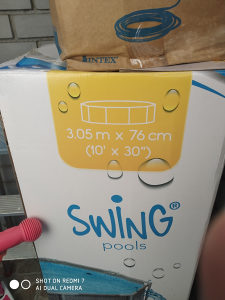 INTEX
3.05 m x 76 cm
(10' x 30")
SWING®
pools
SHOT ON REDMI 7
AI DUAL CAMERA